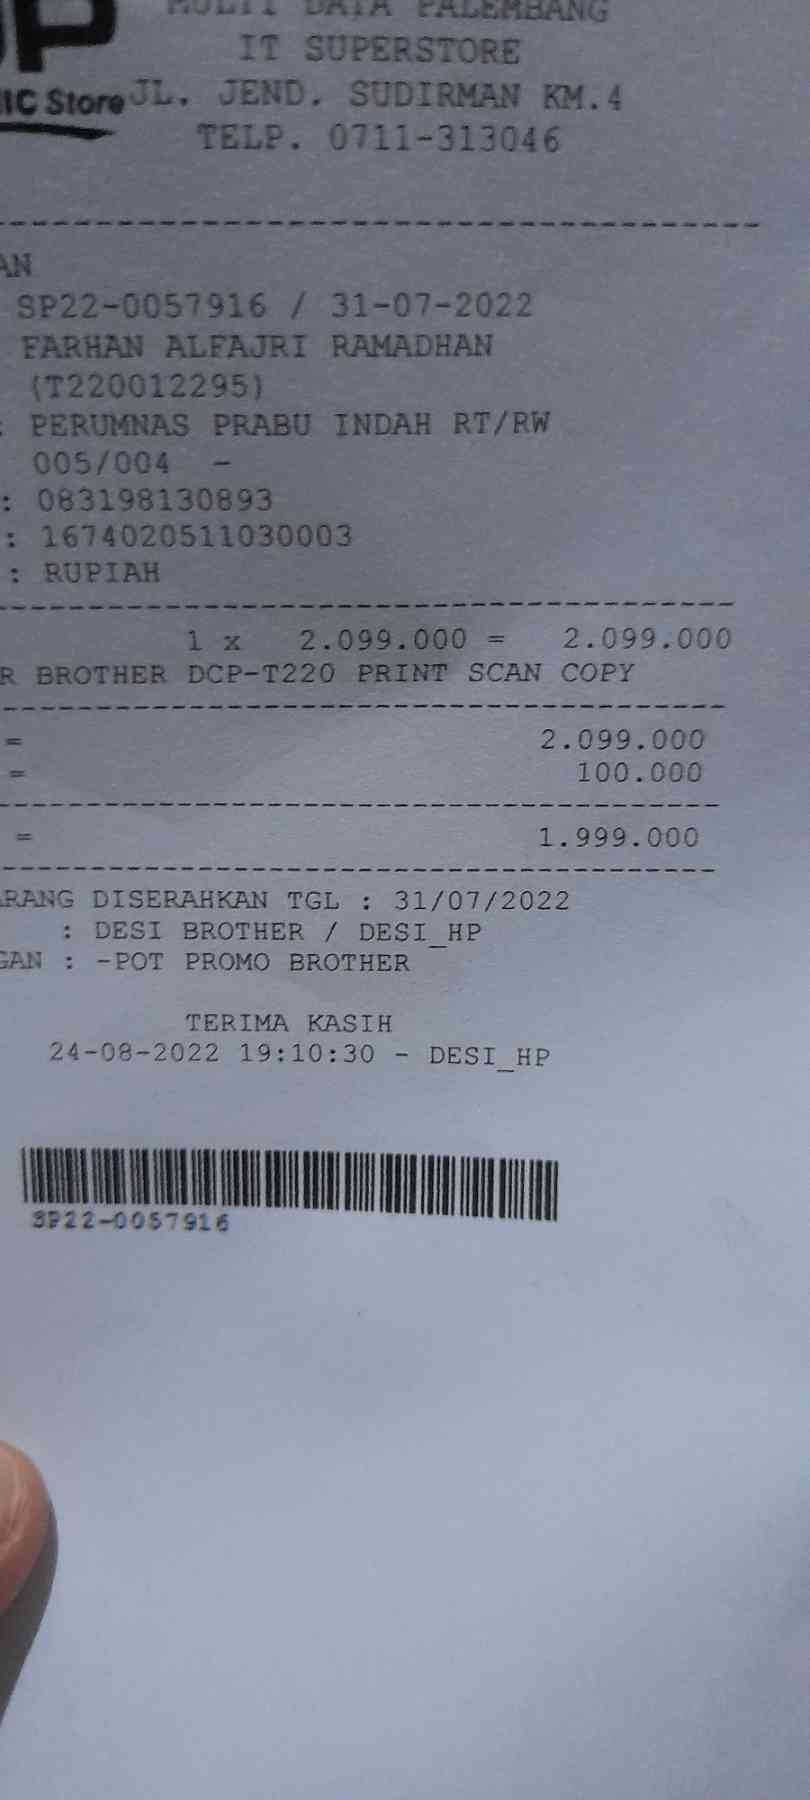 MULTI DATA PALEMBANG
IT SUPERSTORE
IC Store
JL. JEND. SUDIRMAN KM.4
TELP. 0711-313046
AN
SP22-0057916 / 31-07-2022
FARHAN ALFAJRI RAMADHAN
(T220012295)
: PERUMNAS PRABU INDAH RT/RW
005/004 -
: 083198130893
: 1674020511030003
: RUPIAH
1 x 2.099.000 = 2.099.000
R BROTHER DCP-T220 PRINT SCAN COPY
= 2.099.000
= 100.000
= 1.999.000
ARANG DISERAHKAN TGL : 31/07/2022
: DESI BROTHER / DESI_HP
GAN : -POT PROMO BROTHER
TERIMA KASIH
24-08-2022 19:10:30 - DESI_HP
SP22-0057916